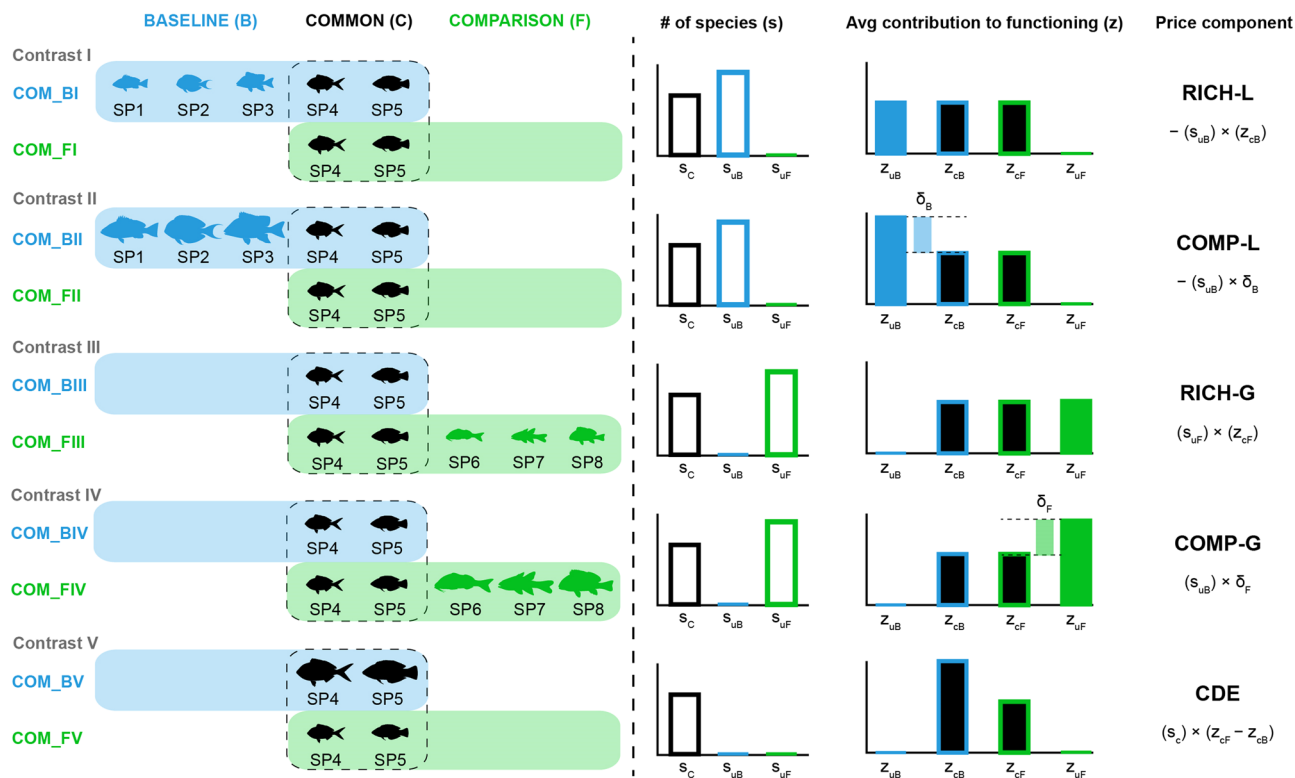 BASELINE (B) COMMON (C) COMPARISON (F) # of species (s) Avg contribution to functioning (z) Price component
Contrast I
COM_BI
SP1 SP2 SP3 SP4 SP5
COM_FI
SP4 SP5
s_C s_uB s_uF
z_uB z_cB z_cF z_uF
RICH-L
− (s_uB) × (z_cB)
Contrast II
COM_BII
SP1 SP2 SP3 SP4 SP5
COM_FII
SP4 SP5
s_C s_uB s_uF
δ_B
z_uB z_cB z_cF z_uF
COMP-L
− (s_uB) × δ_B
Contrast III
COM_BIII
SP4 SP5
COM_FIII
SP4 SP5 SP6 SP7 SP8
s_C s_uB s_uF
z_uB z_cB z_cF z_uF
RICH-G
(s_uF) × (z_cF)
Contrast IV
COM_BIV
SP4 SP5
COM_FIV
SP4 SP5 SP6 SP7 SP8
s_C s_uB s_uF
δ_F
z_uB z_cB z_cF z_uF
COMP-G
(s_uB) × δ_F
Contrast V
COM_BV
SP4 SP5
COM_FV
SP4 SP5
s_C s_uB s_uF
z_uB z_cB z_cF z_uF
CDE
(s_c) × (z_cF − z_cB)